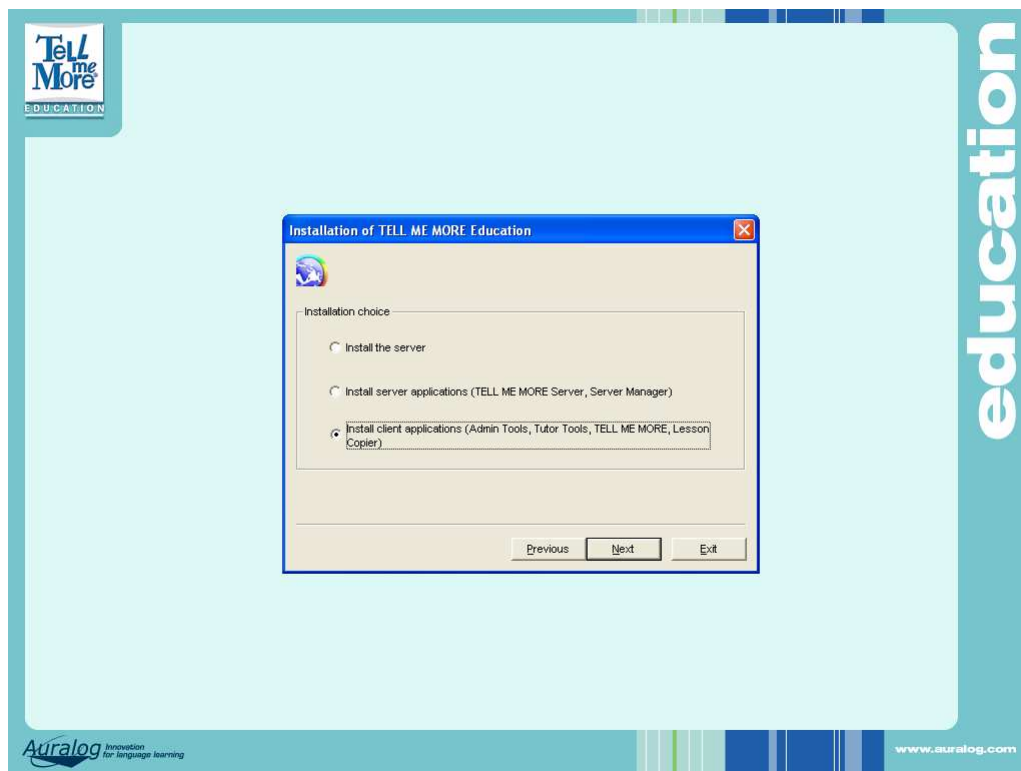 Tell
me
More®
EDUCATION
education
Installation of TELL ME MORE Education
Installation choice
Install the server
Install server applications (TELL ME MORE Server, Server Manager)
Install client applications (Admin Tools, Tutor Tools, TELL ME MORE, Lesson
Copier)
Previous
Next
Exit
Auralog Innovation
for language learning
www.auralog.com